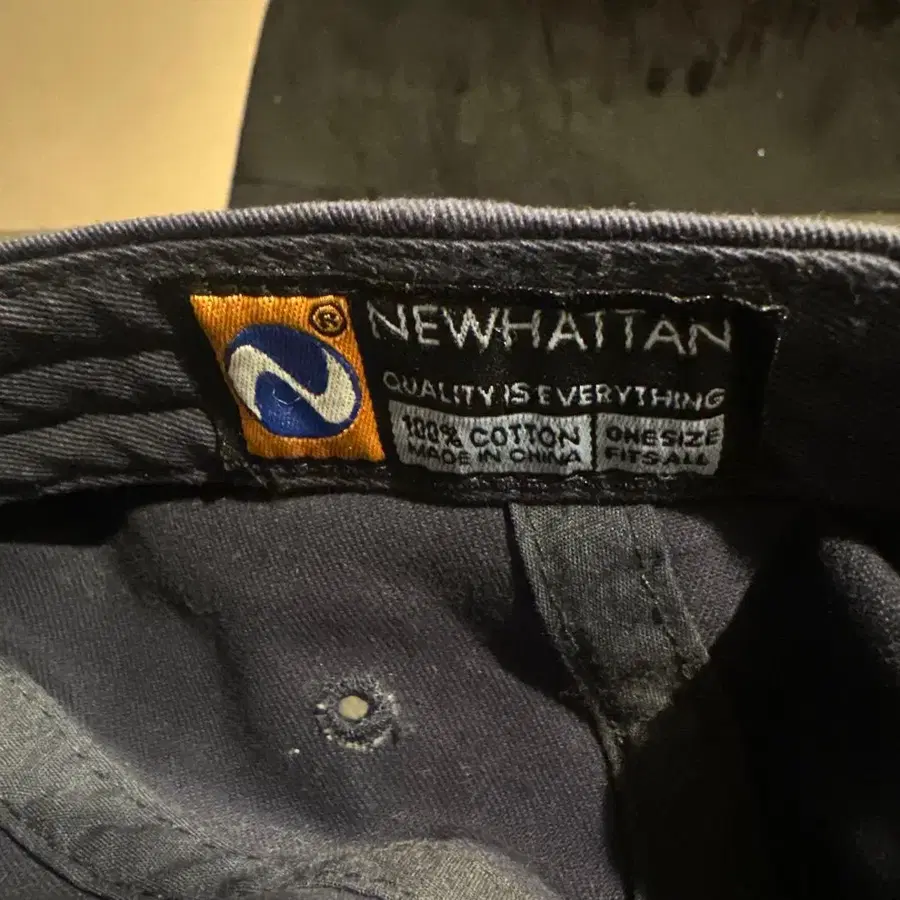 ®
NEWHATTAN
QUALITY IS EVERYTHING
100% COTTON
MADE IN CHINA
ONE SIZE
FITS ALL